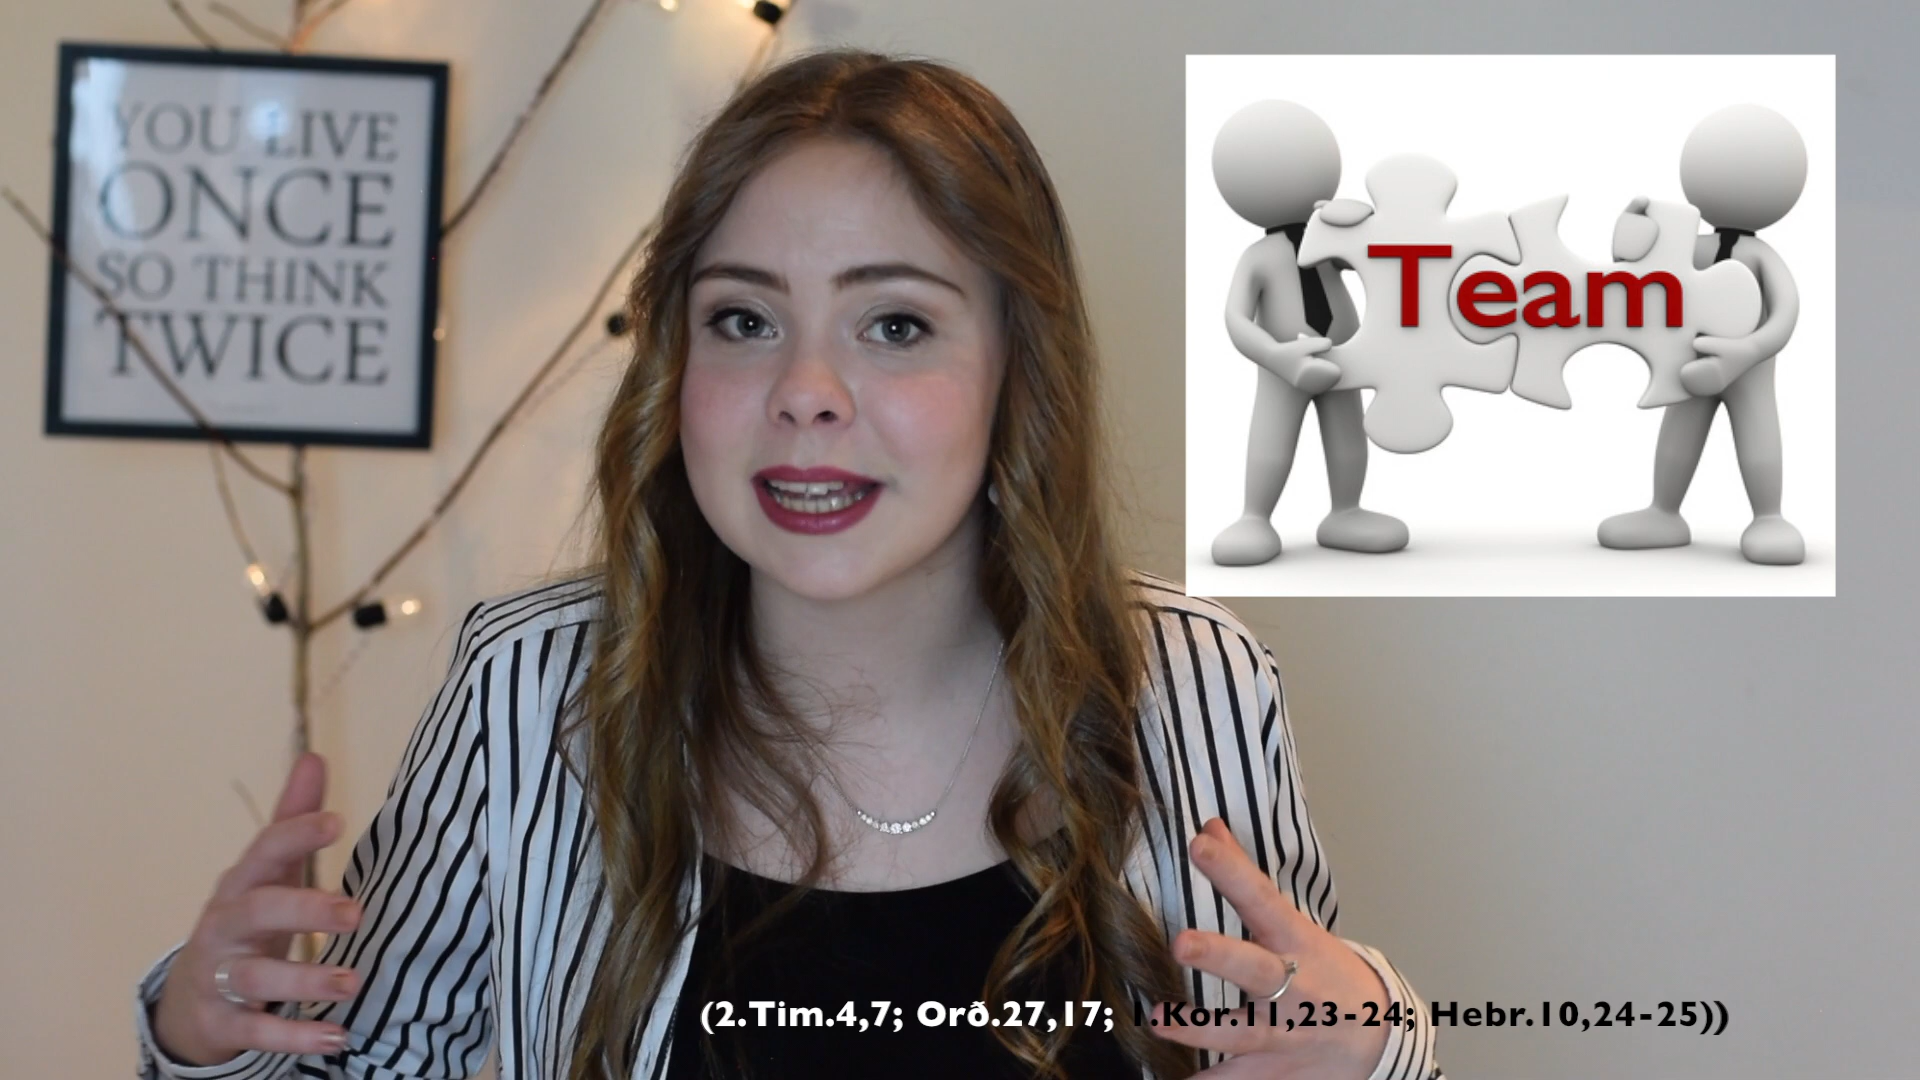 YOU LIVE
ONCE
SO THINK
TWICE
Team
(2.Tim.4,7; Orð.27,17; 1.Kor.11,23-24; Hebr.10,24-25))